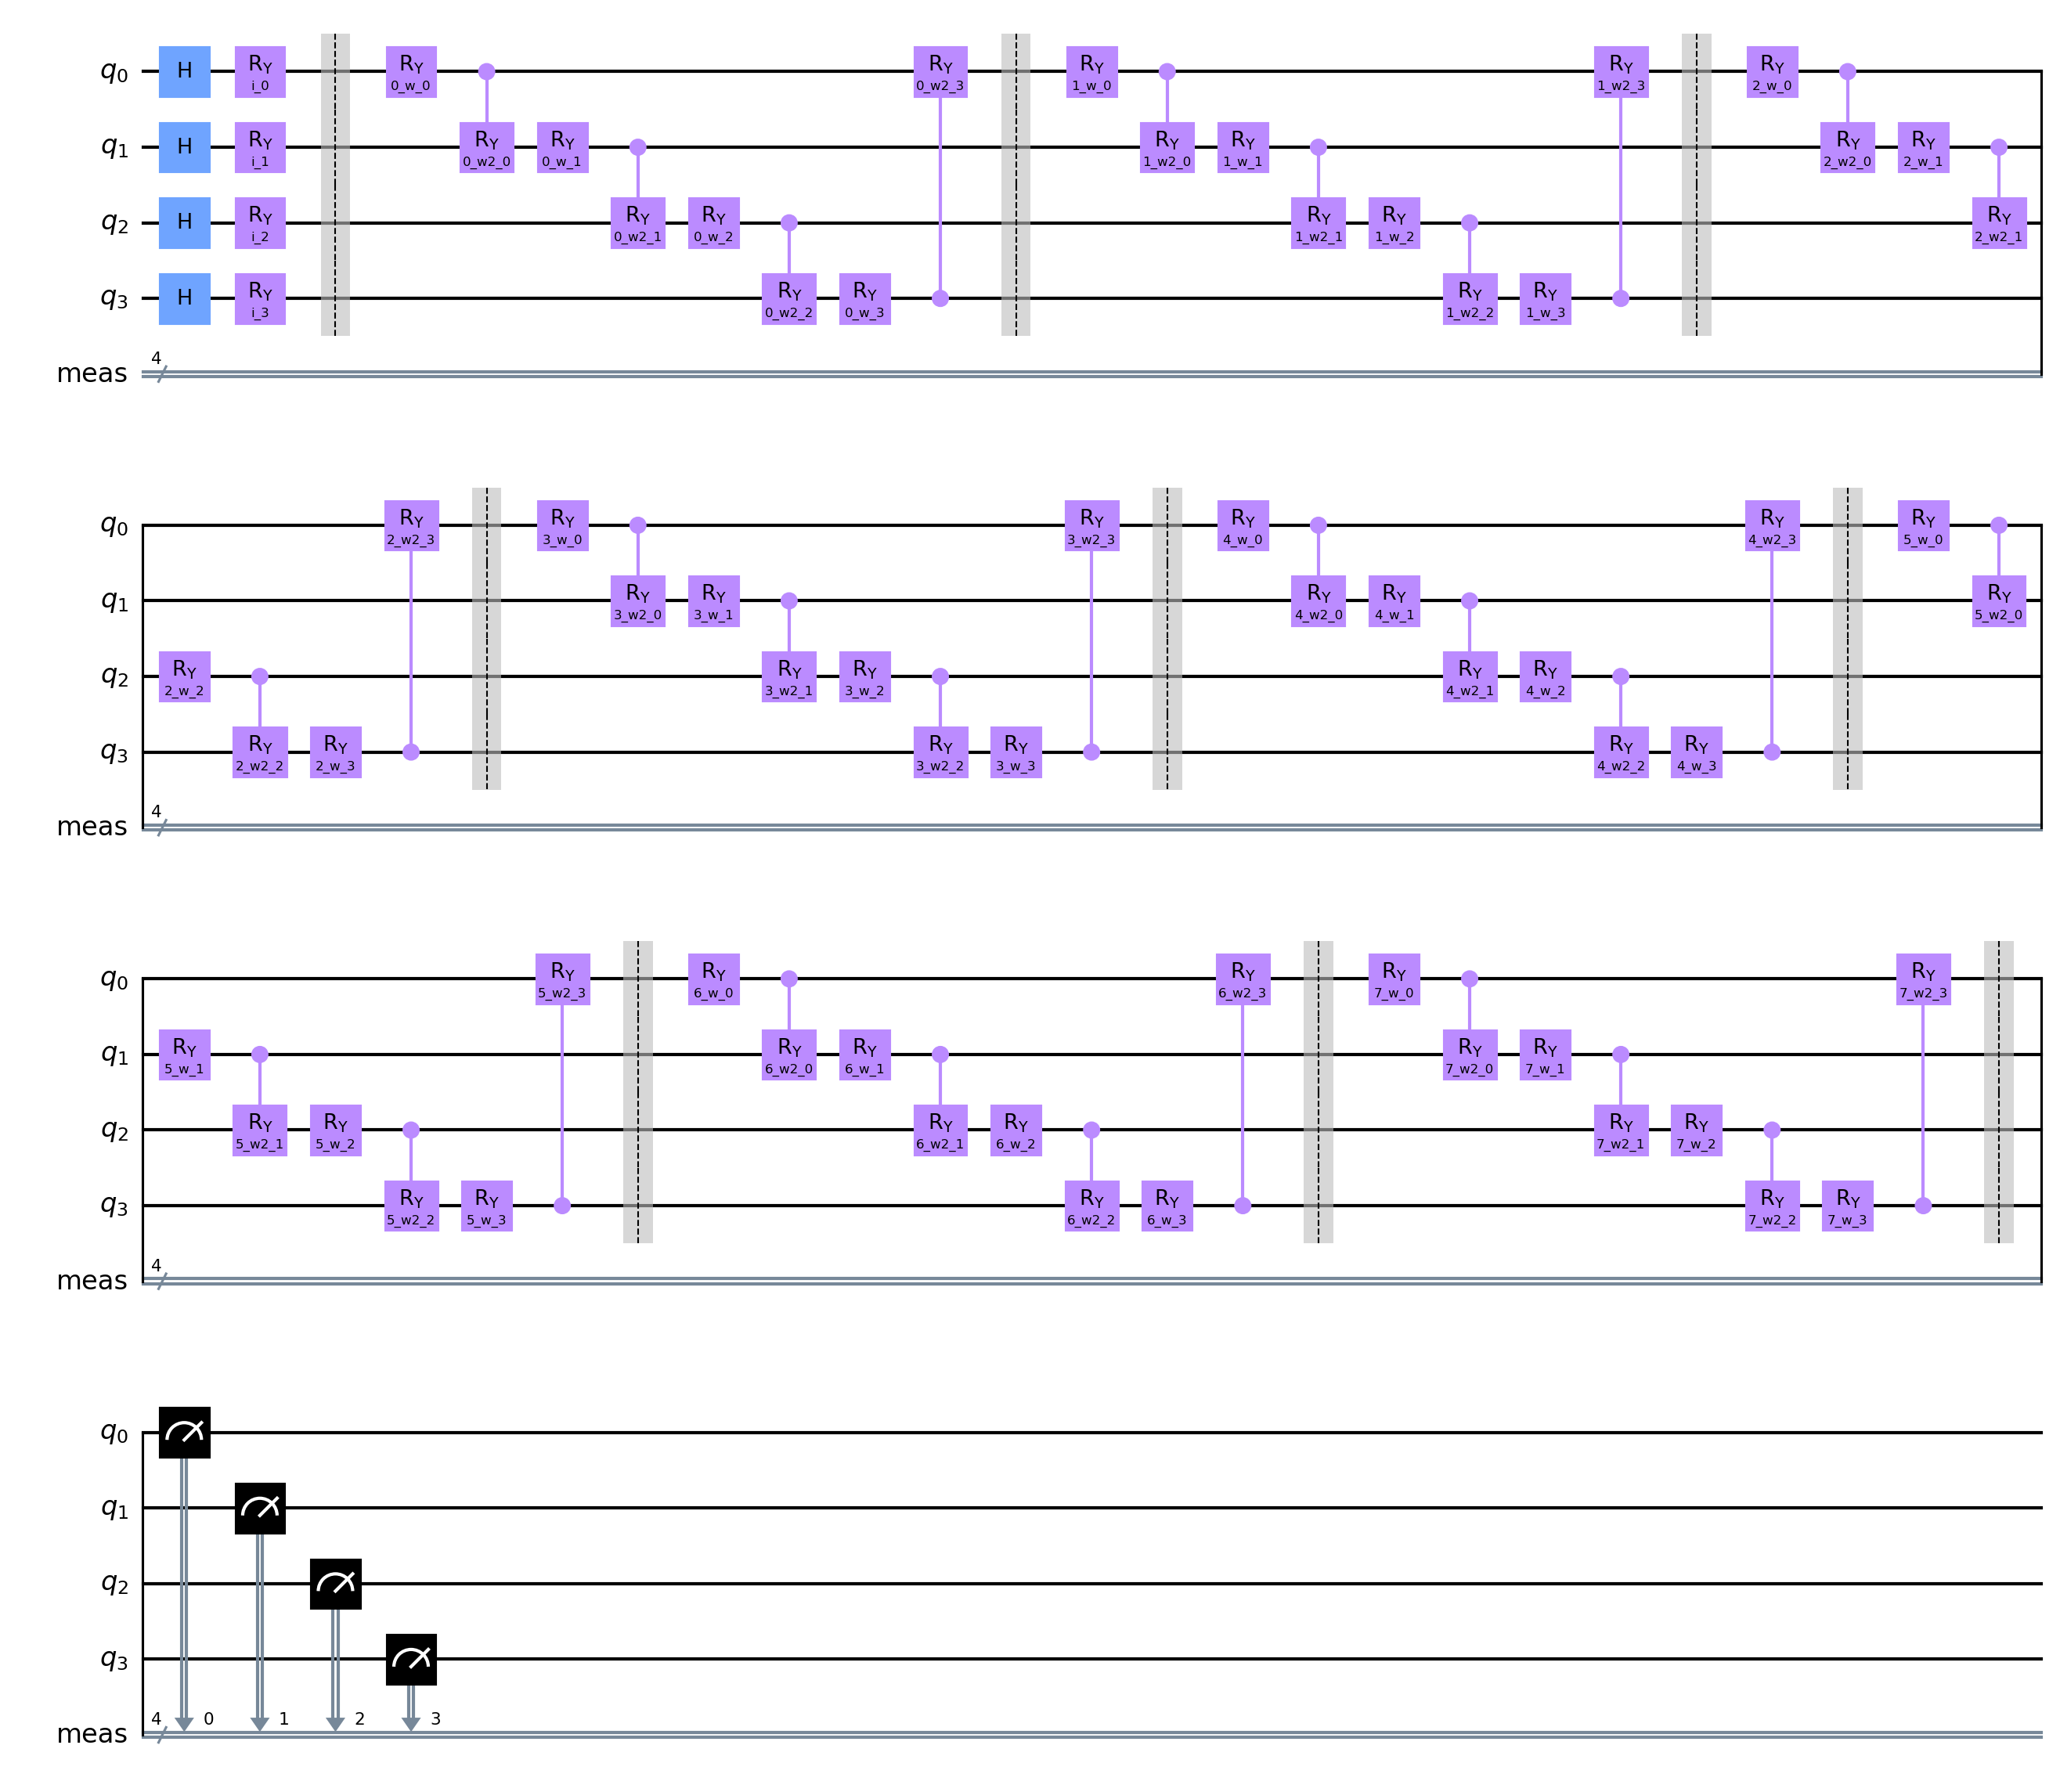 q0 H RY i_0 RY 0_w_0 RY 0_w2_3 RY 1_w_0 RY 1_w2_3 RY 2_w_0
q1 H RY i_1 RY 0_w2_0 RY 0_w_1 RY 1_w2_0 RY 1_w_1 RY 2_w2_0 RY 2_w_1
q2 H RY i_2 RY 0_w2_1 RY 0_w_2 RY 1_w2_1 RY 1_w_2 RY 2_w2_1
q3 H RY i_3 RY 0_w2_2 RY 0_w_3 RY 1_w2_2 RY 1_w_3
meas 4
q0 RY 2_w2_3 RY 3_w_0 RY 3_w2_3 RY 4_w_0 RY 4_w2_3 RY 5_w_0
q1 RY 3_w2_0 RY 3_w_1 RY 4_w2_0 RY 4_w_1 RY 5_w2_0
q2 RY 2_w_2 RY 3_w2_1 RY 3_w_2 RY 4_w2_1 RY 4_w_2
q3 RY 2_w2_2 RY 2_w_3 RY 3_w2_2 RY 3_w_3 RY 4_w2_2 RY 4_w_3
meas 4
q0 RY 5_w2_3 RY 6_w_0 RY 6_w2_3 RY 7_w_0 RY 7_w2_3
q1 RY 5_w_1 RY 6_w2_0 RY 6_w_1 RY 7_w2_0 RY 7_w_1
q2 RY 5_w2_1 RY 5_w_2 RY 6_w2_1 RY 6_w_2 RY 7_w2_1 RY 7_w_2
q3 RY 5_w2_2 RY 5_w_3 RY 6_w2_2 RY 6_w_3 RY 7_w2_2 RY 7_w_3
meas 4
q0
q1
q2
q3
meas 4 0 1 2 3